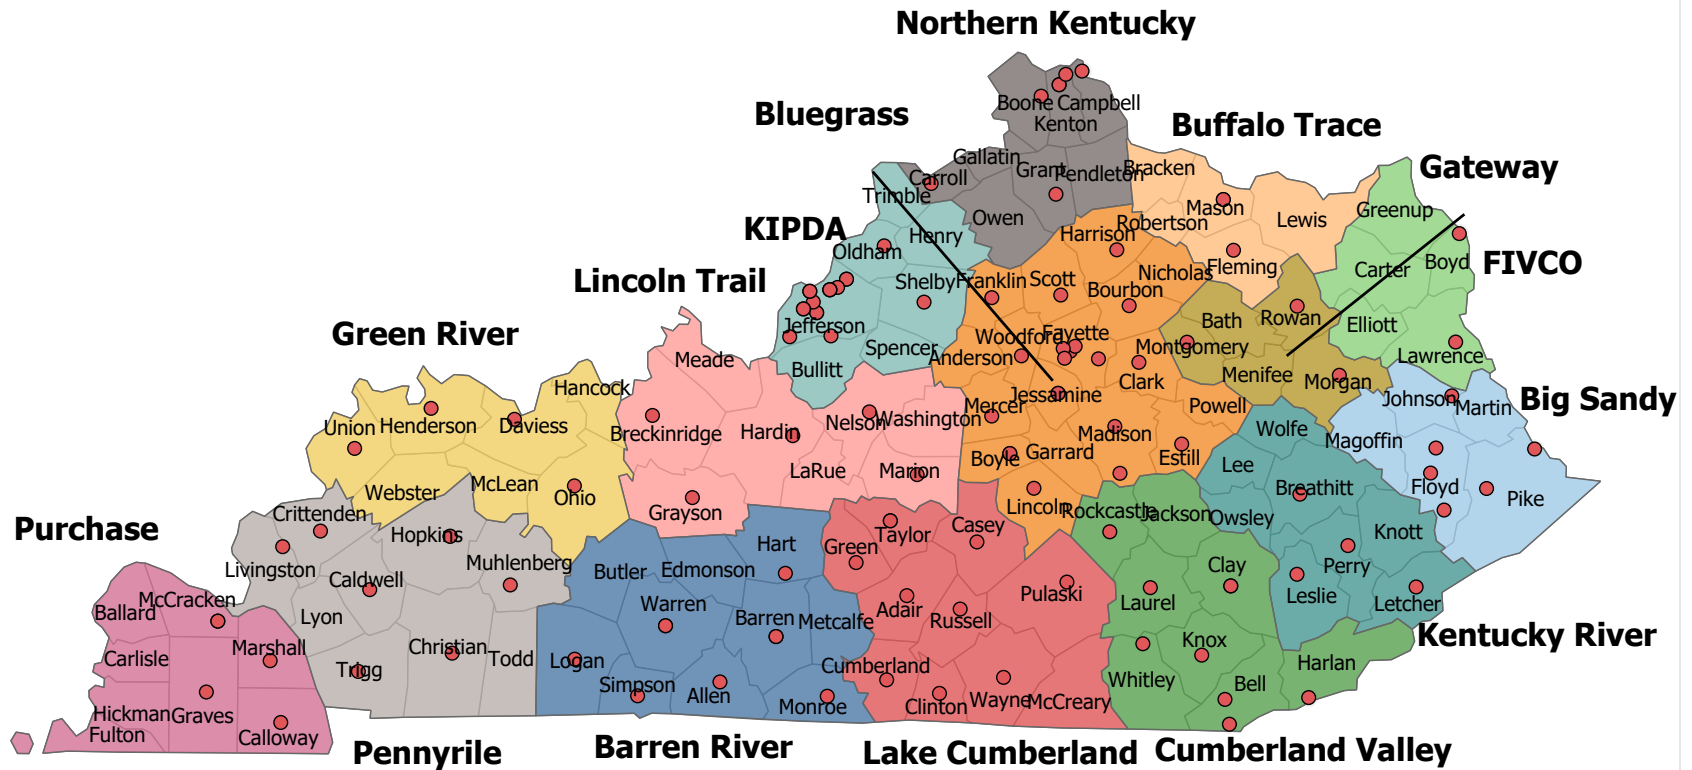 Northern Kentucky
Bluegrass
Buffalo Trace
Gateway
KIPDA
FIVCO
Lincoln Trail
Green River
Big Sandy
Purchase
Kentucky River
Pennyrile
Barren River
Lake Cumberland
Cumberland Valley
Boone
Campbell
Kenton
Gallatin
Carroll
Grant
Pendleton
Owen
Bracken
Mason
Robertson
Lewis
Fleming
Greenup
Carter
Boyd
Elliott
Lawrence
Trimble
Henry
Oldham
Shelby
Jefferson
Spencer
Bullitt
Harrison
Nicholas
Franklin
Scott
Bourbon
Woodford
Fayette
Anderson
Clark
Jessamine
Mercer
Powell
Madison
Boyle
Garrard
Estill
Lincoln
Bath
Rowan
Montgomery
Menifee
Morgan
Johnson
Martin
Magoffin
Floyd
Pike
Wolfe
Lee
Breathitt
Owsley
Knott
Perry
Leslie
Letcher
Meade
Breckinridge
Hardin
Nelson
Washington
LaRue
Marion
Grayson
Hancock
Union
Henderson
Daviess
Webster
McLean
Ohio
Crittenden
Hopkins
Livingston
Caldwell
Muhlenberg
Lyon
Trigg
Christian
Todd
McCracken
Ballard
Carlisle
Marshall
Hickman
Graves
Fulton
Calloway
Hart
Butler
Edmonson
Warren
Barren
Metcalfe
Logan
Simpson
Allen
Monroe
Taylor
Casey
Green
Adair
Russell
Pulaski
Cumberland
Clinton
Wayne
McCreary
Rockcastle
Jackson
Clay
Laurel
Knox
Whitley
Bell
Harlan